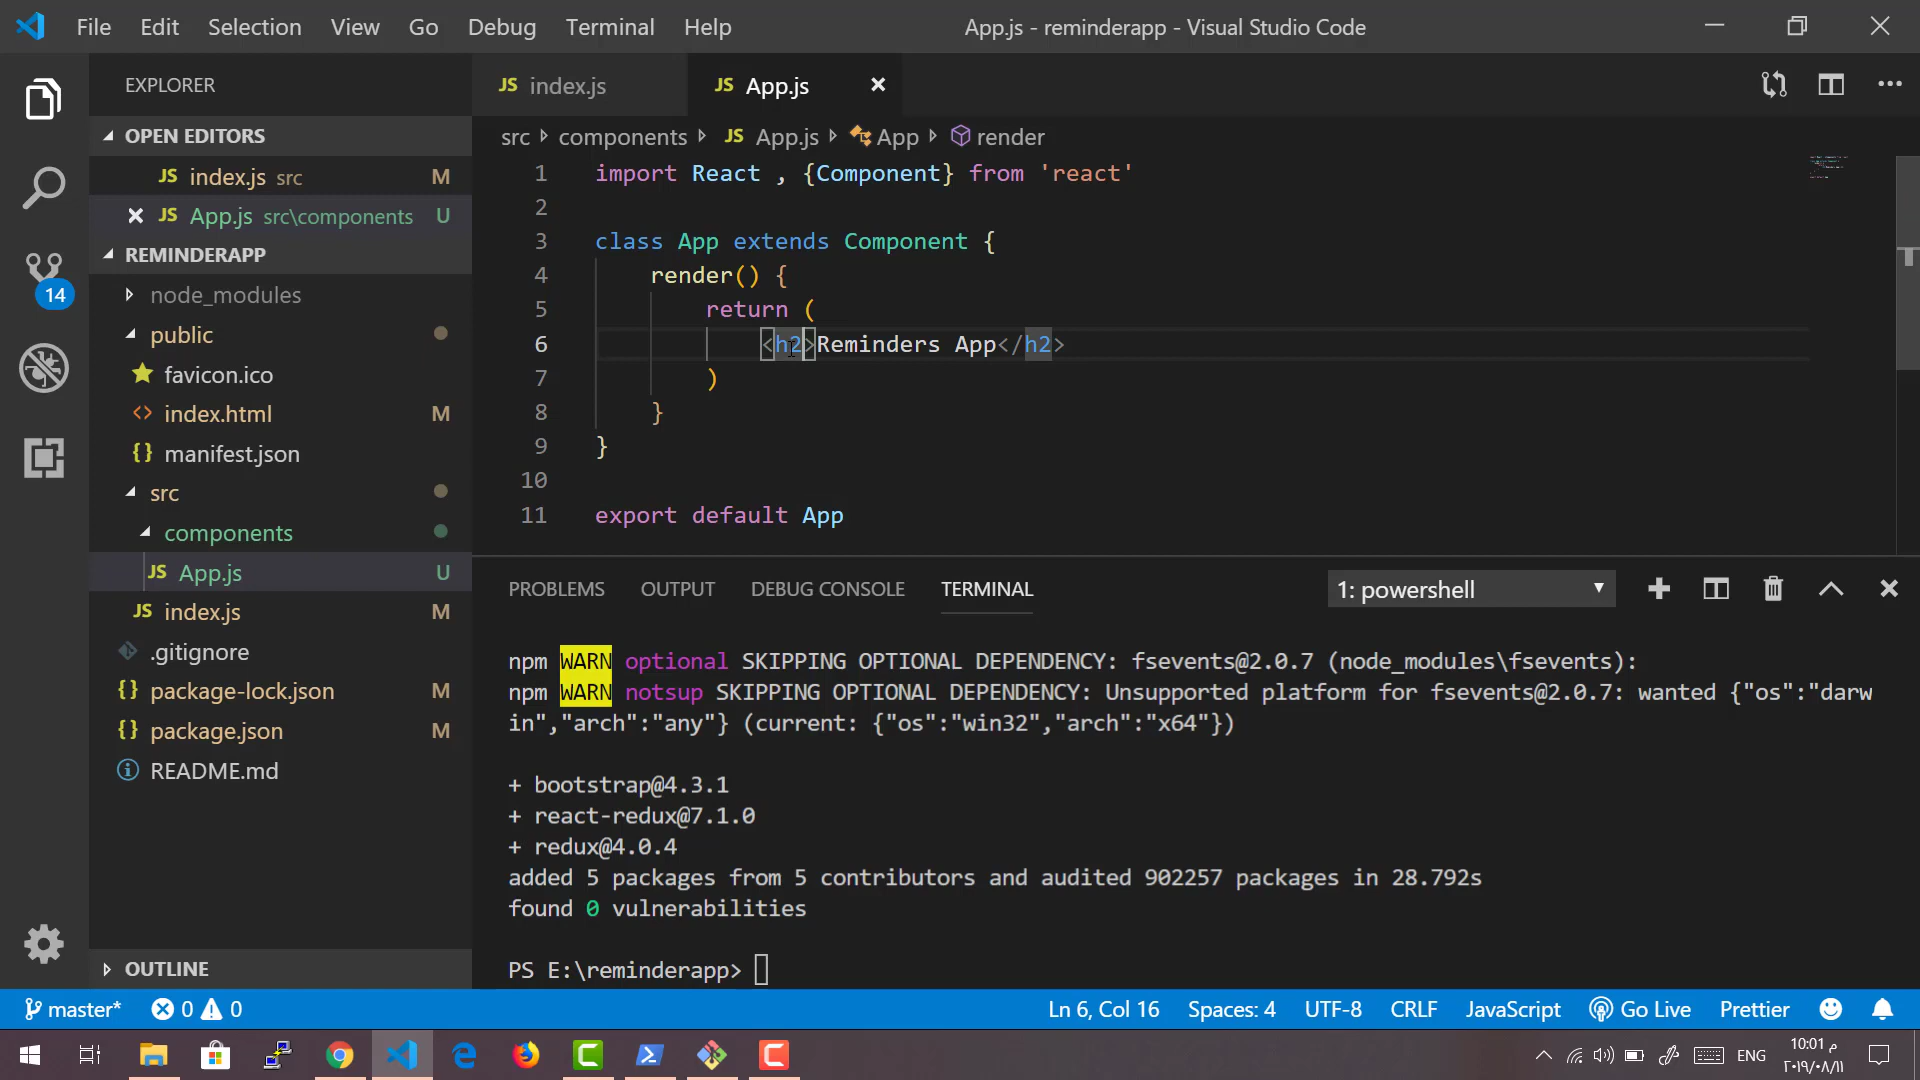 File Edit Selection View Go Debug Terminal Help App.js - reminderapp - Visual Studio Code
EXPLORER
OPEN EDITORS
JS index.js src M
JS App.js src\components U
REMINDERAPP
node_modules
public
favicon.ico
index.html M
manifest.json
src
components
JS App.js U
JS index.js M
.gitignore
package-lock.json M
package.json M
README.md
OUTLINE
14
JS index.js JS App.js
src components JS App.js App render
1 import React , {Component} from 'react'
2
3 class App extends Component {
4 render() {
5 return (
6 <h2>Reminders App</h2>
7 )
8 }
9 }
10
11 export default App
PROBLEMS OUTPUT DEBUG CONSOLE TERMINAL 1: powershell
npm WARN optional SKIPPING OPTIONAL DEPENDENCY: fsevents@2.0.7 (node_modules\fsevents):
npm WARN notsup SKIPPING OPTIONAL DEPENDENCY: Unsupported platform for fsevents@2.0.7: wanted {"os":"darw
in","arch":"any"} (current: {"os":"win32","arch":"x64"})
+ bootstrap@4.3.1
+ react-redux@7.1.0
+ redux@4.0.4
added 5 packages from 5 contributors and audited 902257 packages in 28.792s
found 0 vulnerabilities
PS E:\reminderapp>
master* 0 0 Ln 6, Col 16 Spaces: 4 UTF-8 CRLF JavaScript Go Live Prettier
ENG
10:01 م
٢٠١٩/٠٨/١١